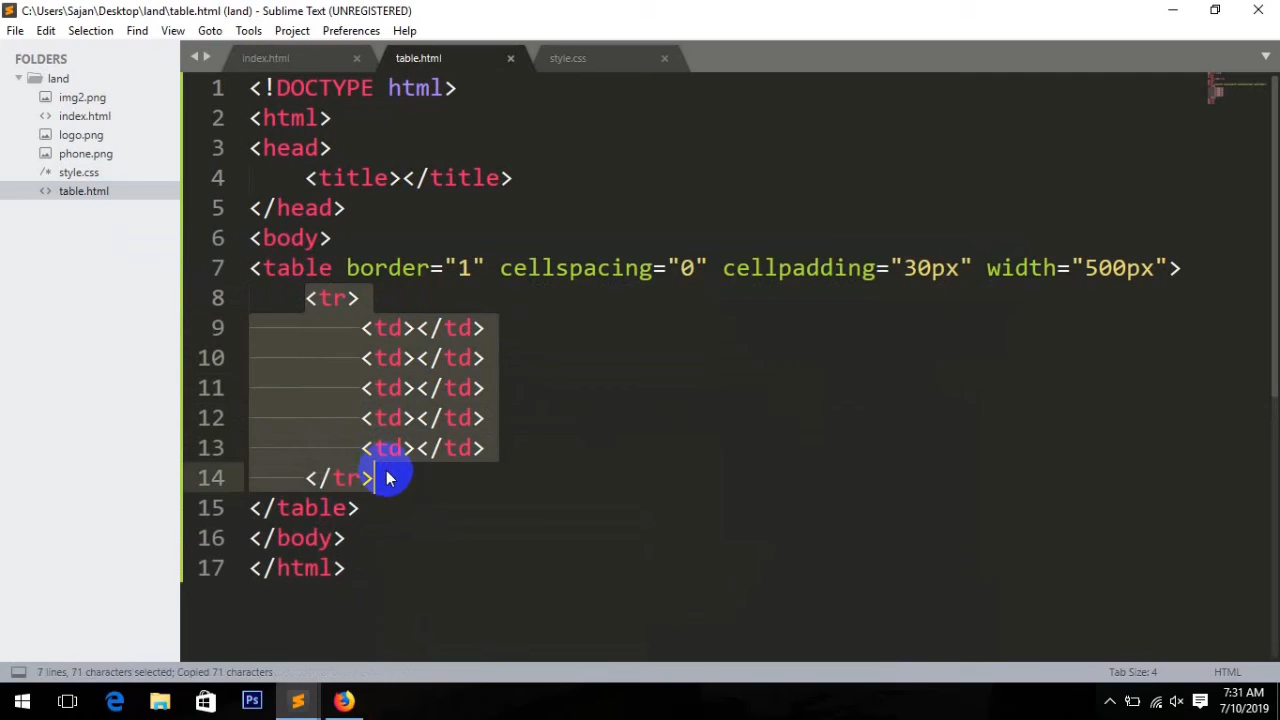 C:\Users\Sajan\Desktop\land\table.html (land) - Sublime Text (UNREGISTERED)
File Edit Selection Find View Goto Tools Project Preferences Help
FOLDERS
land
img2.png
index.html
logo.png
phone.png
/* style.css
<> table.html
index.html table.html style.css
1 <!DOCTYPE html>
2 <html>
3 <head>
4 <title></title>
5 </head>
6 <body>
7 <table border="1" cellspacing="0" cellpadding="30px" width="500px">
8 <tr>
9 <td></td>
10 <td></td>
11 <td></td>
12 <td></td>
13 <td></td>
14 </tr>
15 </table>
16 </body>
17 </html>
7 lines, 71 characters selected; Copied 71 characters
Tab Size: 4 HTML
Ps
7:31 AM
7/10/2019